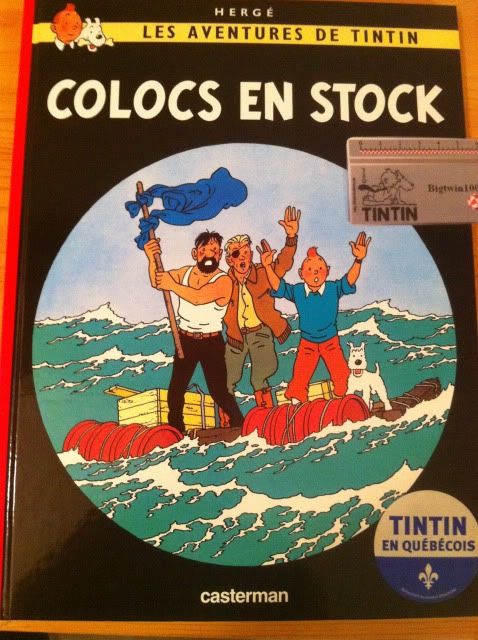 HERGÉ
LES AVENTURES DE TINTIN
COLOCS EN STOCK
TINTIN
Bigtwin100
TINTIN
EN QUÉBÉCOIS
casterman